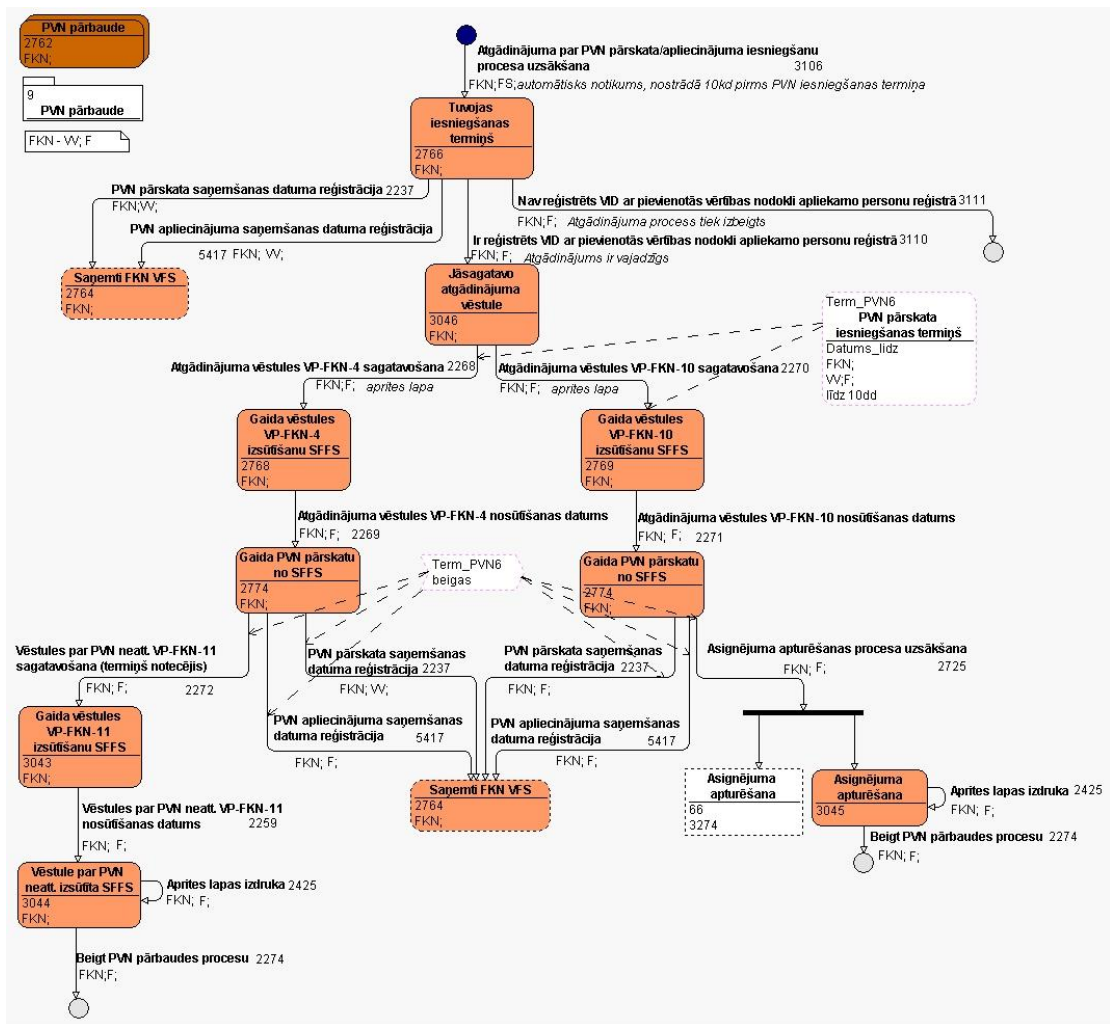 PVN pārbaude
2762
FKN;
9
PVN pārbaude
FKN - VV; F
Atgādinājuma par PVN pārskata/apliecinājuma iesniegšanu
procesa uzsākšana 3106
FKN;FS;automātisks notikums, nostrādā 10kd pirms PVN iesniegšanas termiņa
Tuvojas
iesniegšanas
termiņš
2766
FKN;
PVN pārskata saņemšanas datuma reģistrācija 2237
FKN;VV;
PVN apliecinājuma saņemšanas datuma reģistrācija
5417 FKN; VV;
Nav reģistrēts VID ar pievienotās vērtības nodokli apliekamo personu reģistrā 3111
FKN;F; Atgādinājuma process tiek izbeigts
Ir reģistrēts VID ar pievienotās vērtības nodokli apliekamo personu reģistrā 3110
FKN; F; Atgādinājums ir vajadzīgs
Saņemti FKN VFS
2764
FKN;
Jāsagatavo
atgādinājuma
vēstule
3046
FKN;
Term_PVN6
PVN pārskata
iesniegšanas termiņš
Datums_lidz
FKN;
VV;F;
līdz 10dd
Atgādinājuma vēstules VP-FKN-4 sagatavošana 2268
FKN;F; aprites lapa
Atgādinājuma vēstules VP-FKN-10 sagatavošana 2270
FKN; F; aprites lapa
Gaida vēstules
VP-FKN-4
izsūtīšanu SFFS
2768
FKN;
Gaida vēstules
VP-FKN-10
izsūtīšanu SFFS
2769
FKN;
Atgādinājuma vēstules VP-FKN-4 nosūtīšanas datums
FKN; F; 2269
Atgādinājuma vēstules VP-FKN-10 nosūtīšanas datums
FKN; F; 2271
Gaida PVN pārskatu
no SFFS
2774
FKN;
Term_PVN6
beigas
Gaida PVN pārskatu
no SFFS
2774
FKN;
Vēstules par PVN neatt. VP-FKN-11
sagatavošana (termiņš notecējis)
FKN; F; 2272
PVN pārskata saņemšanas
datuma reģistrācija 2237
FKN; VV;
PVN pārskata saņemšanas
datuma reģistrācija 2237
FKN; F;
Asignējuma apturēšanas procesa uzsākšana
FKN; F; 2725
Gaida vēstules
VP-FKN-11
izsūtīšanu SFFS
3043
FKN;
PVN apliecinājuma saņemšanas
datuma reģistrācija 5417
FKN; F;
PVN apliecinājuma saņemšanas
datuma reģistrācija 5417
FKN; F;
Saņemti FKN VFS
2764
FKN;
Asignējuma
apturēšana
66
3274
Asignējuma
apturēšana
3045
Aprites lapas izdruka 2425
FKN; F;
Beigt PVN pārbaudes procesu 2274
FKN; F;
Vēstules par PVN neatt. VP-FKN-11
nosūtīšanas datums 2259
FKN; F;
Vēstule par PVN
neatt. izsūtīta SFFS
3044
FKN;
Aprites lapas izdruka 2425
FKN; F;
Beigt PVN pārbaudes procesu 2274
FKN;F;